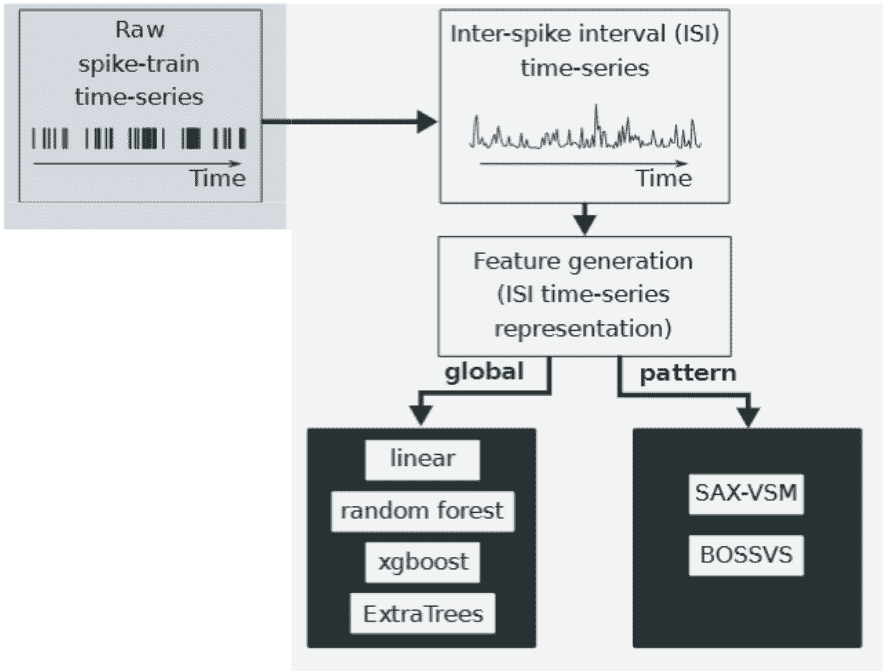 Raw
spike-train
time-series
Time
Inter-spike interval (ISI)
time-series
Time
Feature generation
(ISI time-series
representation)
global
pattern
linear
random forest
xgboost
ExtraTrees
SAX-VSM
BOSSVS